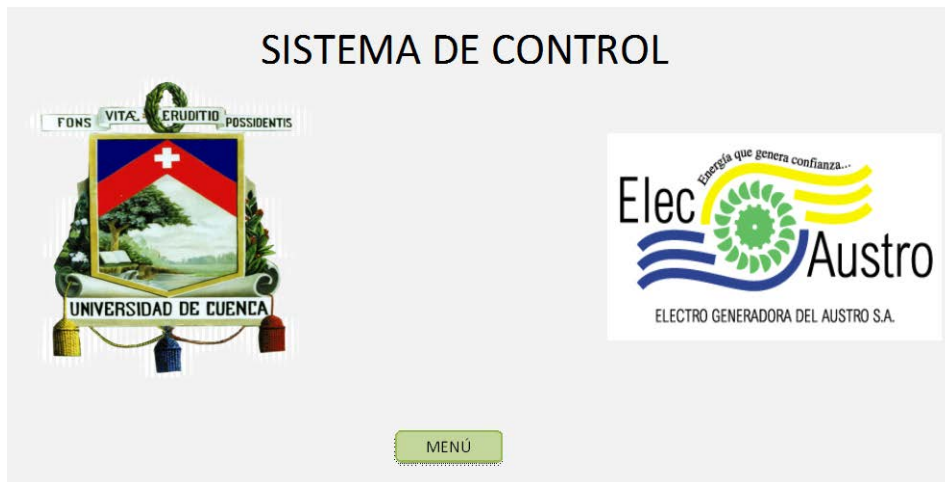 SISTEMA DE CONTROL
FONS VITÆ ERUDITIO POSSIDENTIS
UNIVERSIDAD DE CUENCA
Energía que genera confianza...
Elec
Austro
ELECTRO GENERADORA DEL AUSTRO S.A.
MENÚ